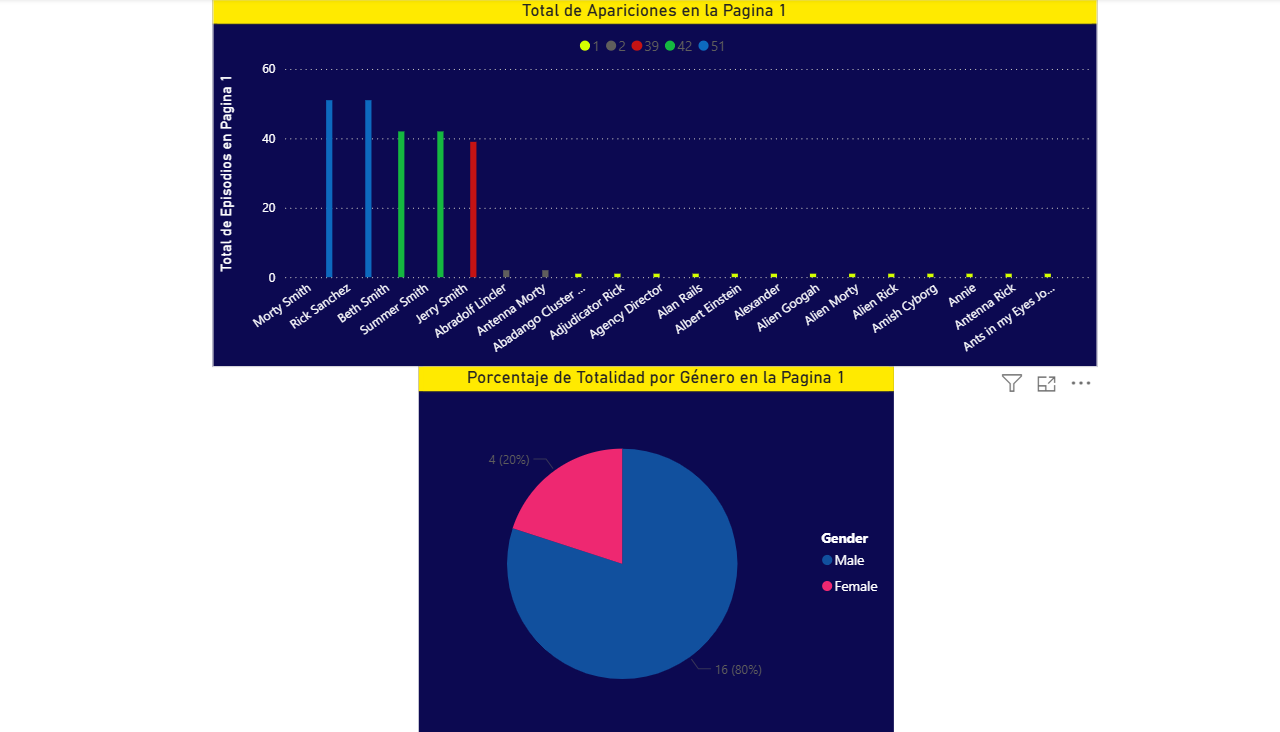 Total de Apariciones en la Pagina 1
1 2 39 42 51
Total de Episodios en Pagina 1
60
40
20
0
Morty Smith
Rick Sanchez
Beth Smith
Summer Smith
Jerry Smith
Abradolf Lincler
Antenna Morty
Abadango Cluster ...
Adjudicator Rick
Agency Director
Alan Rails
Albert Einstein
Alexander
Alien Googah
Alien Morty
Alien Rick
Amish Cyborg
Annie
Antenna Rick
Ants in my Eyes Jo...
Porcentaje de Totalidad por Género en la Pagina 1
4 (20%)
Gender
Male
Female
16 (80%)